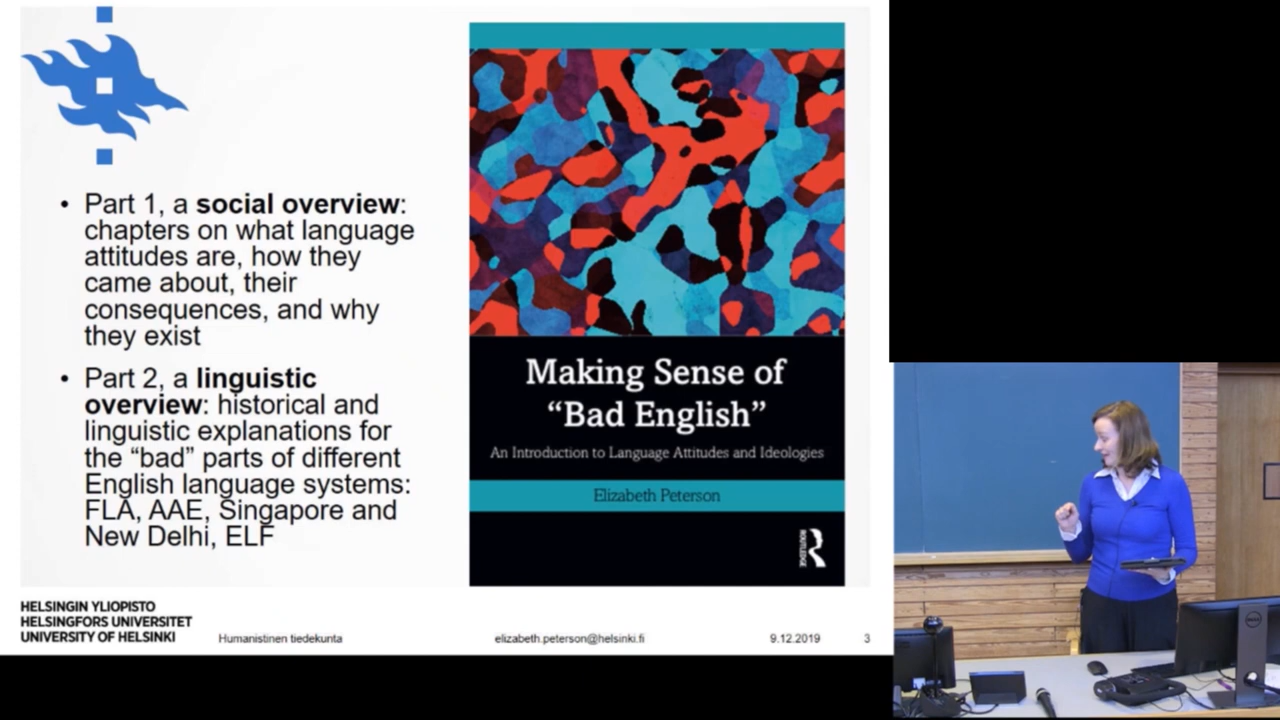 • Part 1, a social overview:
chapters on what language
attitudes are, how they
came about, their
consequences, and why
they exist
• Part 2, a linguistic
overview: historical and
linguistic explanations for
the “bad” parts of different
English language systems:
FLA, AAE, Singapore and
New Delhi, ELF
Making Sense of
“Bad English”
An Introduction to Language Attitudes and Ideologies
Elizabeth Peterson
ROUTLEDGE
HELSINGIN YLIOPISTO
HELSINGFORS UNIVERSITET
UNIVERSITY OF HELSINKI
Humanistinen tiedekunta
elizabeth.peterson@helsinki.fi
9.12.2019
3
DELL